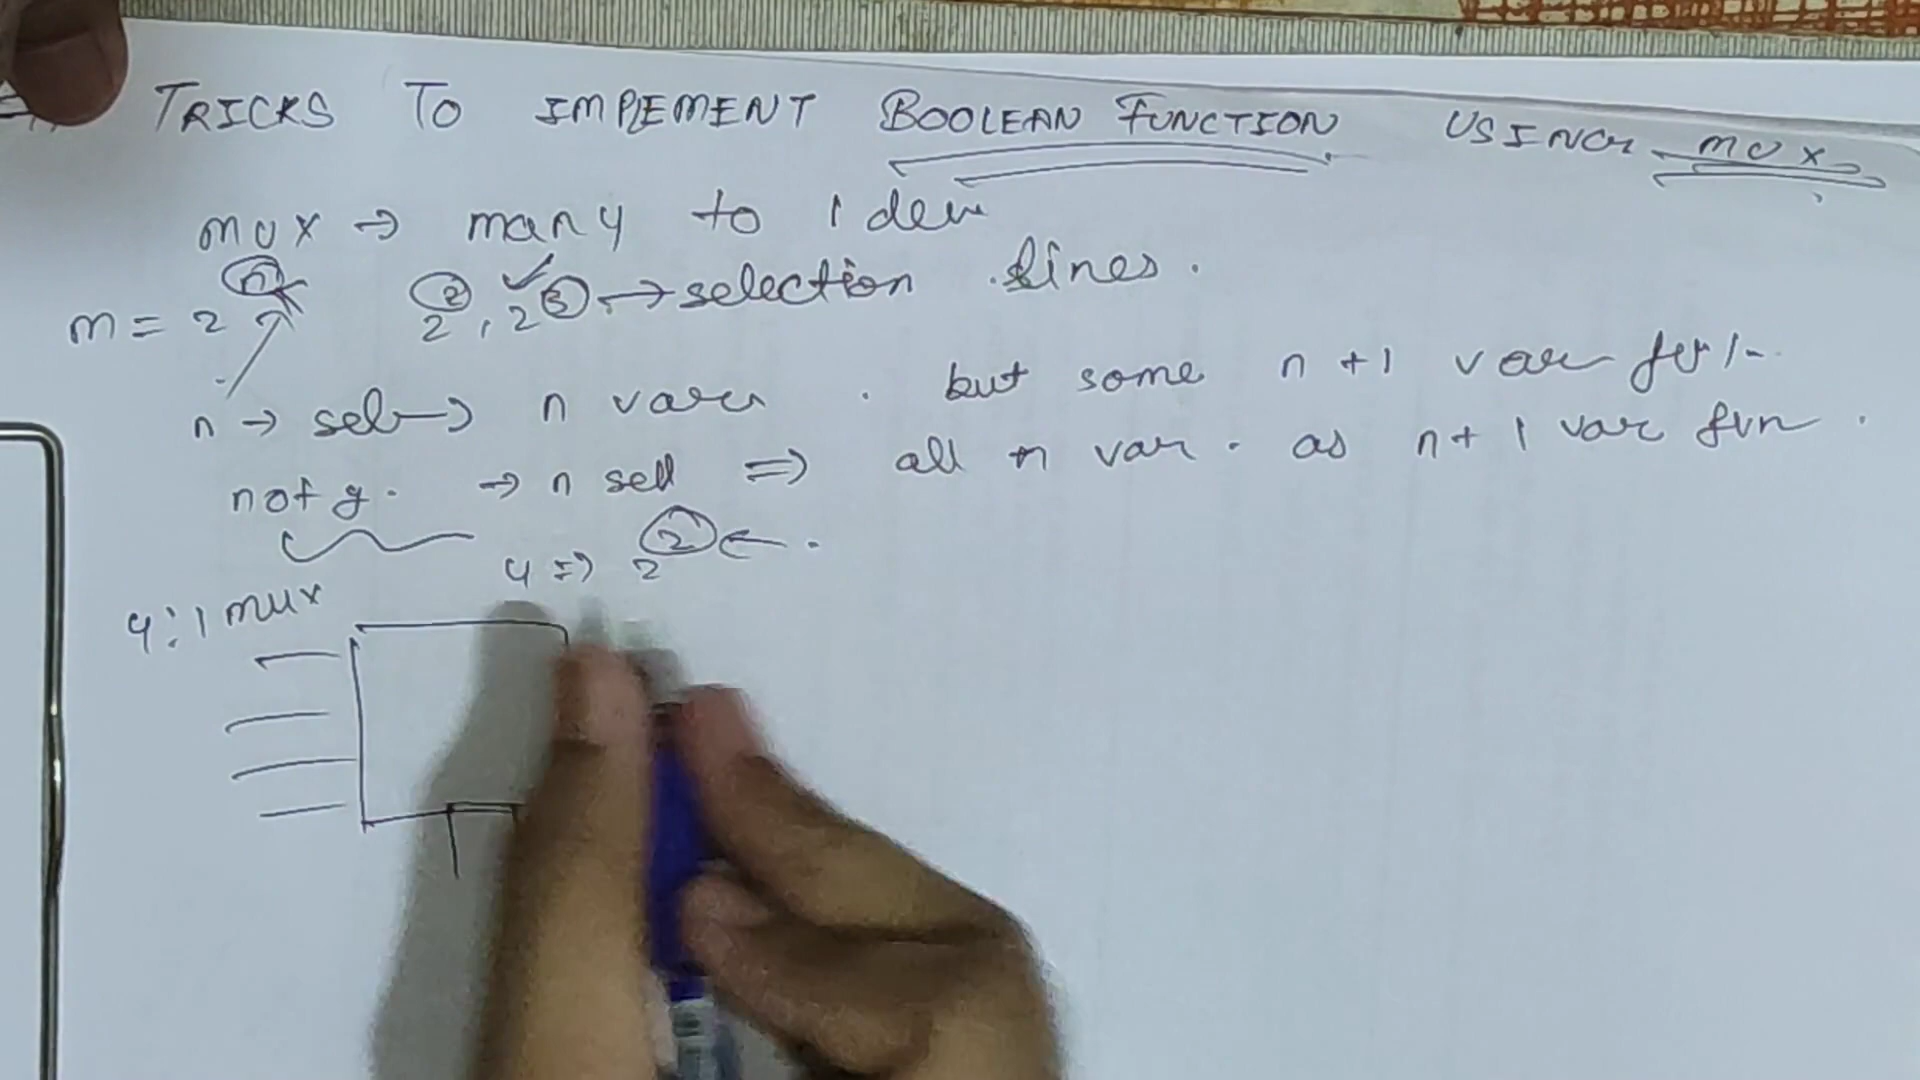 TRICKS TO IMPLEMENT BOOLEAN FUNCTION USING MUX
mux → many to 1 dev
m = 2^n 2^2, 2^3 → selection lines.
n → sel → n var . but some n + 1 var
not g. → n sell ⇒ all n var. as n + 1 var fun.
4 ⇒ 2^2 ← .
4:1 mux